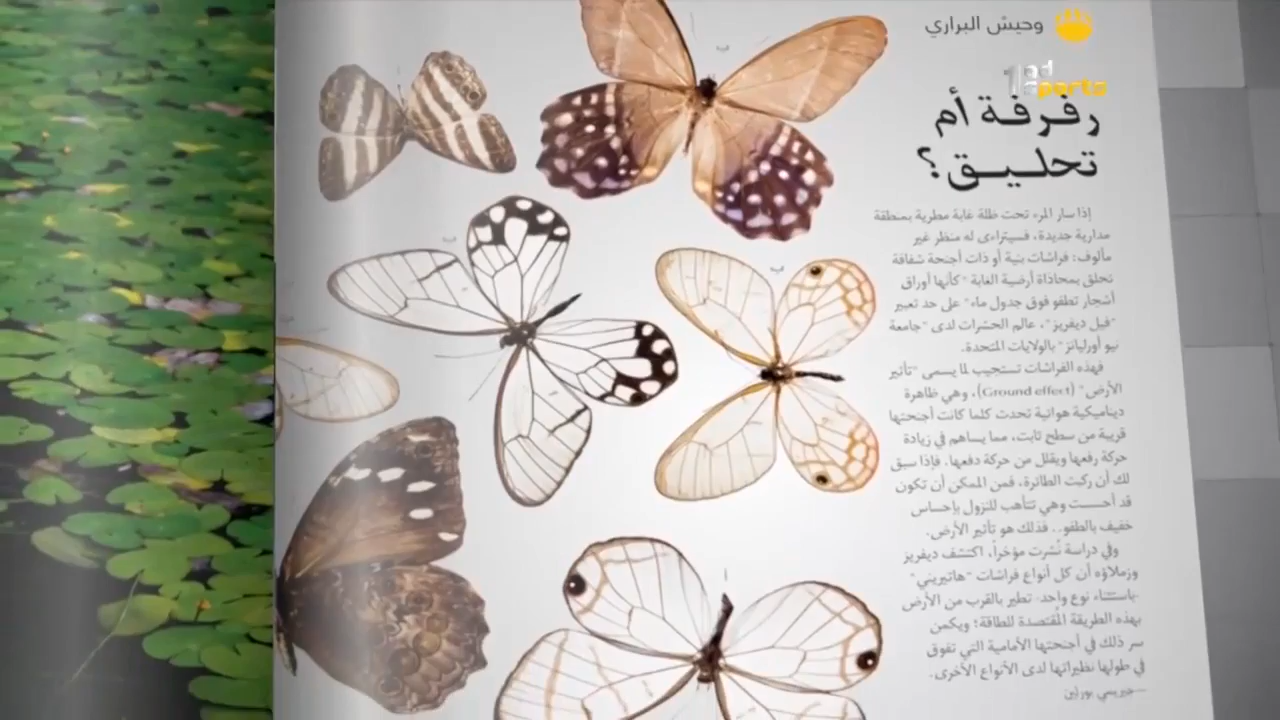 وحيش البراري
ad
sports
1
رفرفة أم
تحليق؟
إذا سار المرء تحت ظلة غابة مطرية بمنطقة
مدارية جديدة، فسيتراءى له منظر غير
مألوف: فراشات بنية أو ذات أجنحة شفافة
تحلق بمحاذاة أرضية الغابة "كأنها أوراق
أشجار تطفو فوق جدول ماء" على حد تعبير
"فيل ديفريز"، عالم الحشرات لدى "جامعة
نيو أورليانز" بالولايات المتحدة.
فهذه الفراشات تستجيب لما يسمى "تأثير
الأرض" (Ground effect)، وهي ظاهرة
ديناميكية هوائية تحدث كلما كانت أجنحتها
قريبة من سطح ثابت، مما يساهم في زيادة
حركة رفعها ويقلل من حركة دفعها. فإذا سبق
لك أن ركبت الطائرة، فمن الممكن أن تكون
قد أحسست وهي تتأهب للنزول بإحساس
خفيف بالطفو.. فذلك هو تأثير الأرض.
وفي دراسة نُشرت مؤخراً، اكتشف ديفريز
وزملاؤه أن كل أنواع فراشات "هاتيريني"
-باستثناء نوع واحد- تطير بالقرب من الأرض
بهذه الطريقة المُقتصدة للطاقة؛ ويكمن
سر ذلك في أجنحتها الأمامية التي تفوق
في طولها نظيراتها لدى الأنواع الأخرى.
ب
ب
ب